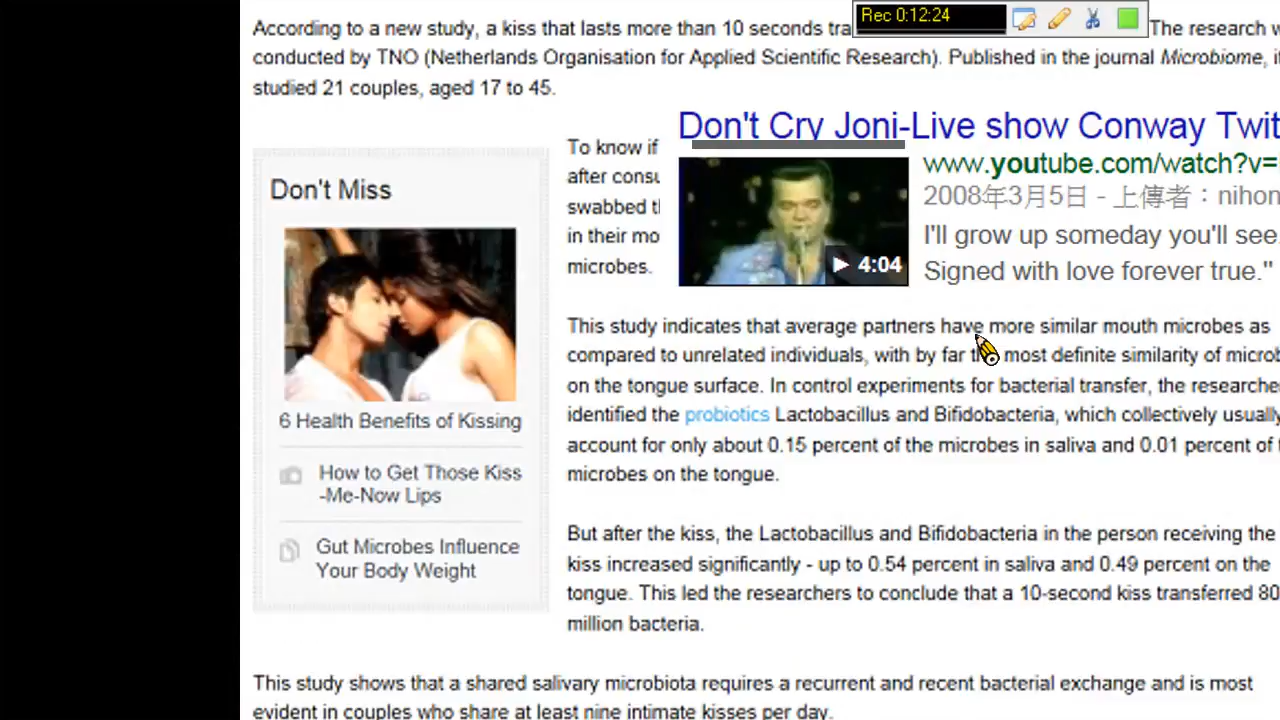 Rec 0:12:24
According to a new study, a kiss that lasts more than 10 seconds The research
conducted by TNO (Netherlands Organisation for Applied Scientific Research). Published in the journal Microbiome,
studied 21 couples, aged 17 to 45.
Don't Cry Joni-Live show Conway
www.youtube.com/watch?v=
2008年3月5日 - 上傳者：nihon
I'll grow up someday you'll see,
Signed with love forever true."
4:04
To know if
after
swabbed
in their mo
microbes.
Don't Miss
6 Health Benefits of Kissing
How to Get Those Kiss
-Me-Now Lips
Gut Microbes Influence
Your Body Weight
This study indicates that average partners have more similar mouth microbes as
compared to unrelated individuals, with by far most definite similarity of
on the tongue surface. In control experiments for bacterial transfer, the
identified the probiotics Lactobacillus and Bifidobacteria, which collectively usually
account for only about 0.15 percent of the microbes in saliva and 0.01 percent of
microbes on the tongue.
But after the kiss, the Lactobacillus and Bifidobacteria in the person receiving the
kiss increased significantly - up to 0.54 percent in saliva and 0.49 percent on the
tongue. This led the researchers to conclude that a 10-second kiss transferred 80
million bacteria.
This study shows that a shared salivary microbiota requires a recurrent and recent bacterial exchange and is most
evident in couples who share at least nine intimate kisses per day.